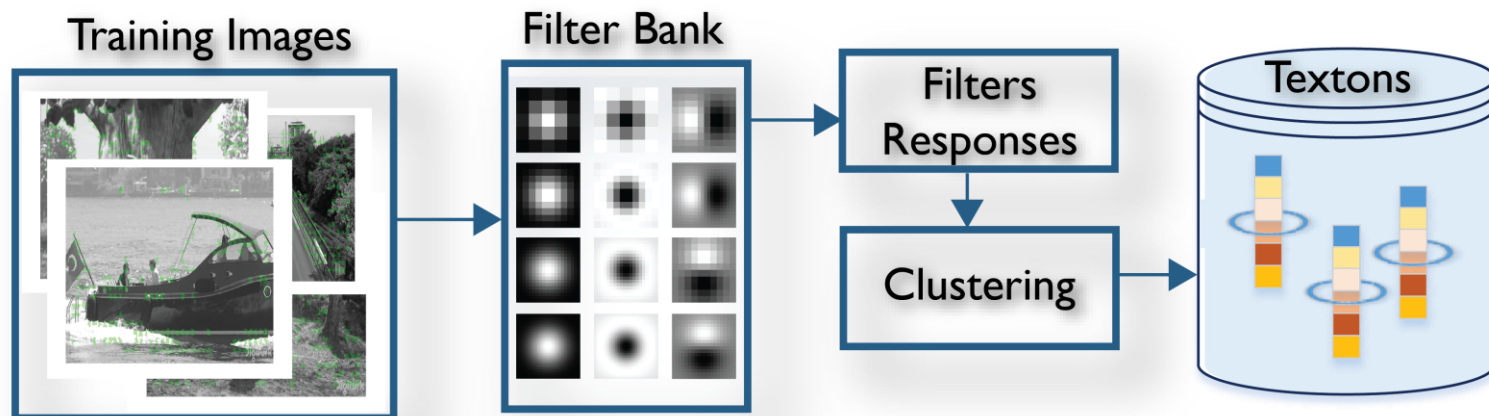 Training Images
Filter Bank
Filters
Responses
Clustering
Textons